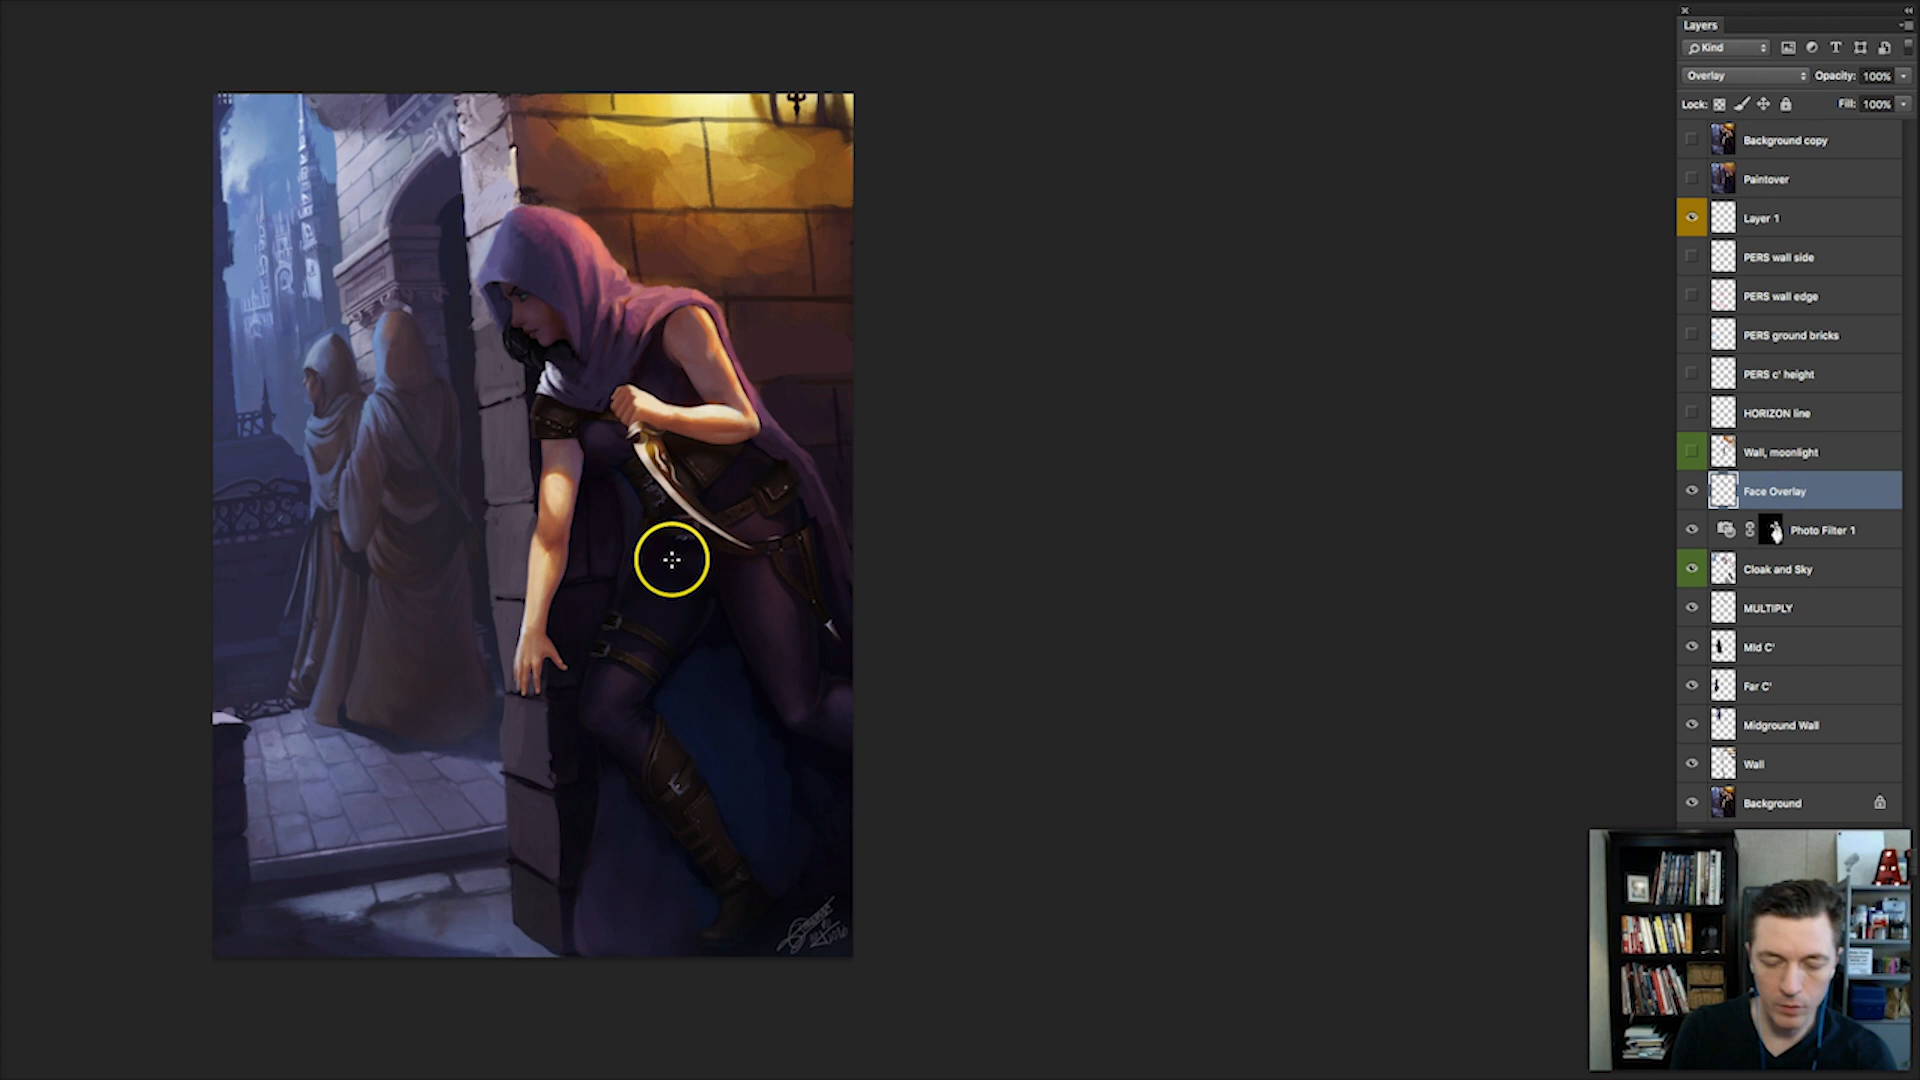 Layers
Kind
Overlay Opacity: 100%
Lock: Fill: 100%
Background copy
Paintover
Layer 1
PERS wall side
PERS wall edge
PERS ground bricks
PERS c' height
HORIZON line
Wall, moonlight
Face Overlay
Photo Filter 1
Cloak and Sky
MULTIPLY
Mid C'
Far C'
Midground Wall
Wall
Background